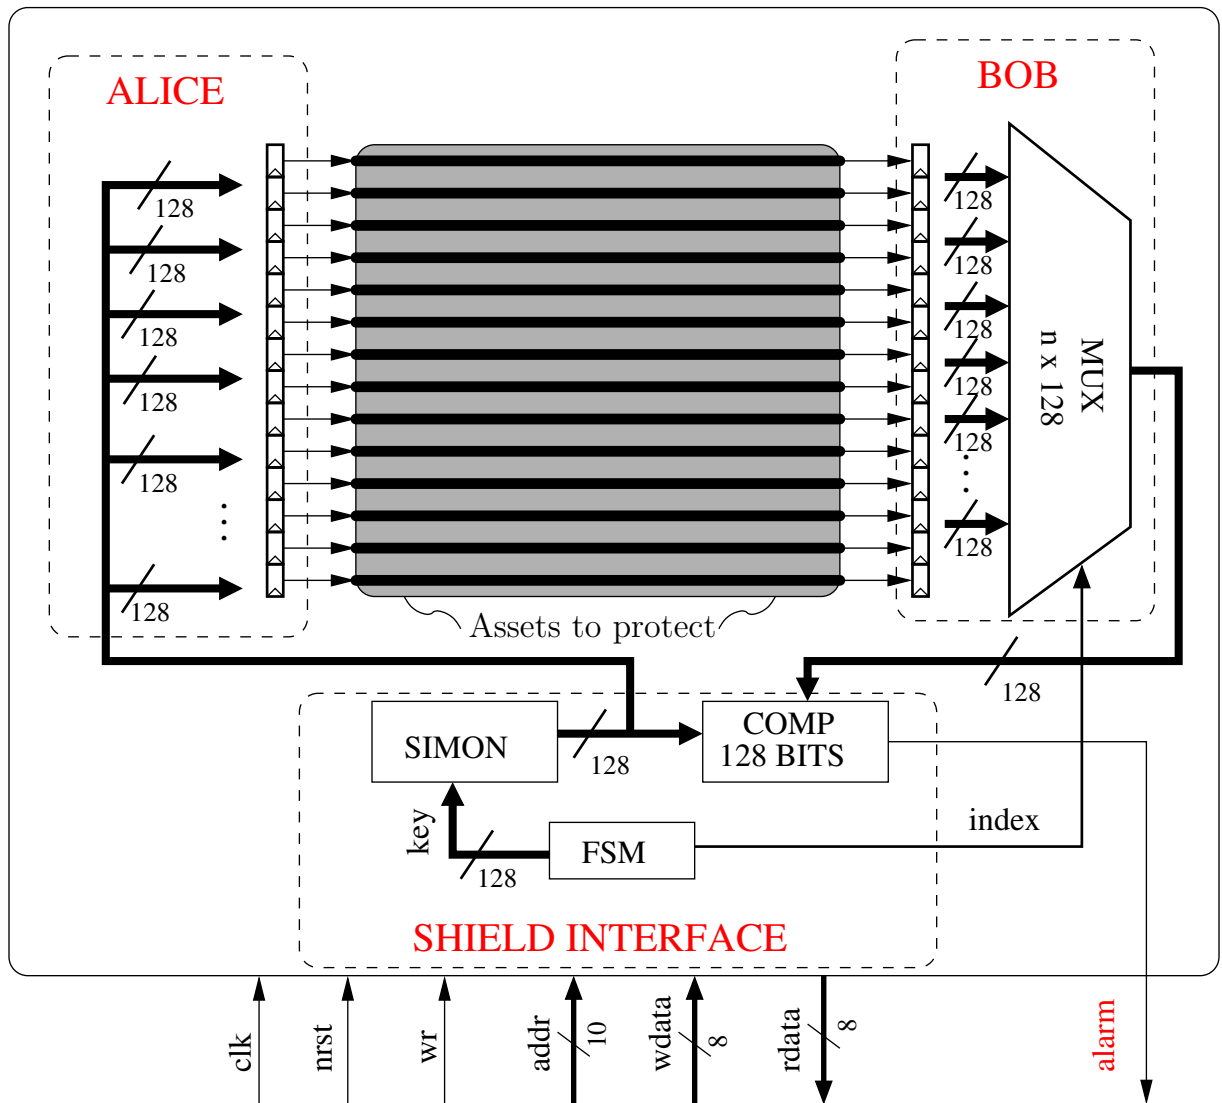 ALICE
BOB
128
128
128
128
128
128
128
128
128
128
128
128
MUX
n x 128
Assets to protect
128
SIMON
128
COMP
128 BITS
key
128
FSM
index
SHIELD INTERFACE
clk
nrst
wr
addr
10
wdata
8
rdata
8
alarm